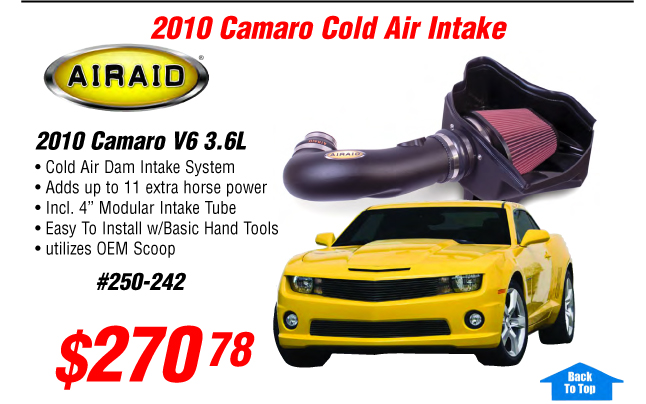 2010 Camaro Cold Air Intake
AIRAID
AIRAID
2010 Camaro V6 3.6L
• Cold Air Dam Intake System
• Adds up to 11 extra horse power
• Incl. 4” Modular Intake Tube
• Easy To Install w/Basic Hand Tools
• utilizes OEM Scoop
#250-242
$270 78
Back
To Top